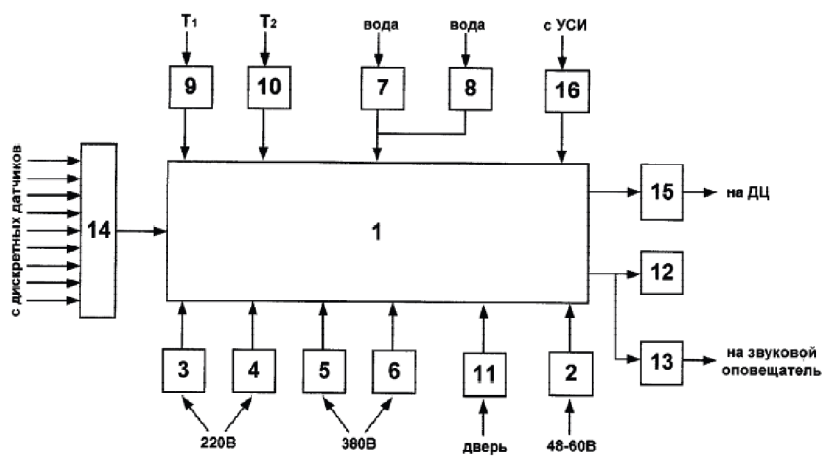 T1 T2 вода вода с УСИ
9 10 7 8 16
с дискретных датчиков
14 1 15 на ДЦ
12
3 4 5 6 11 2 13 на звуковой
оповещатель
220В 380В дверь 48-60В